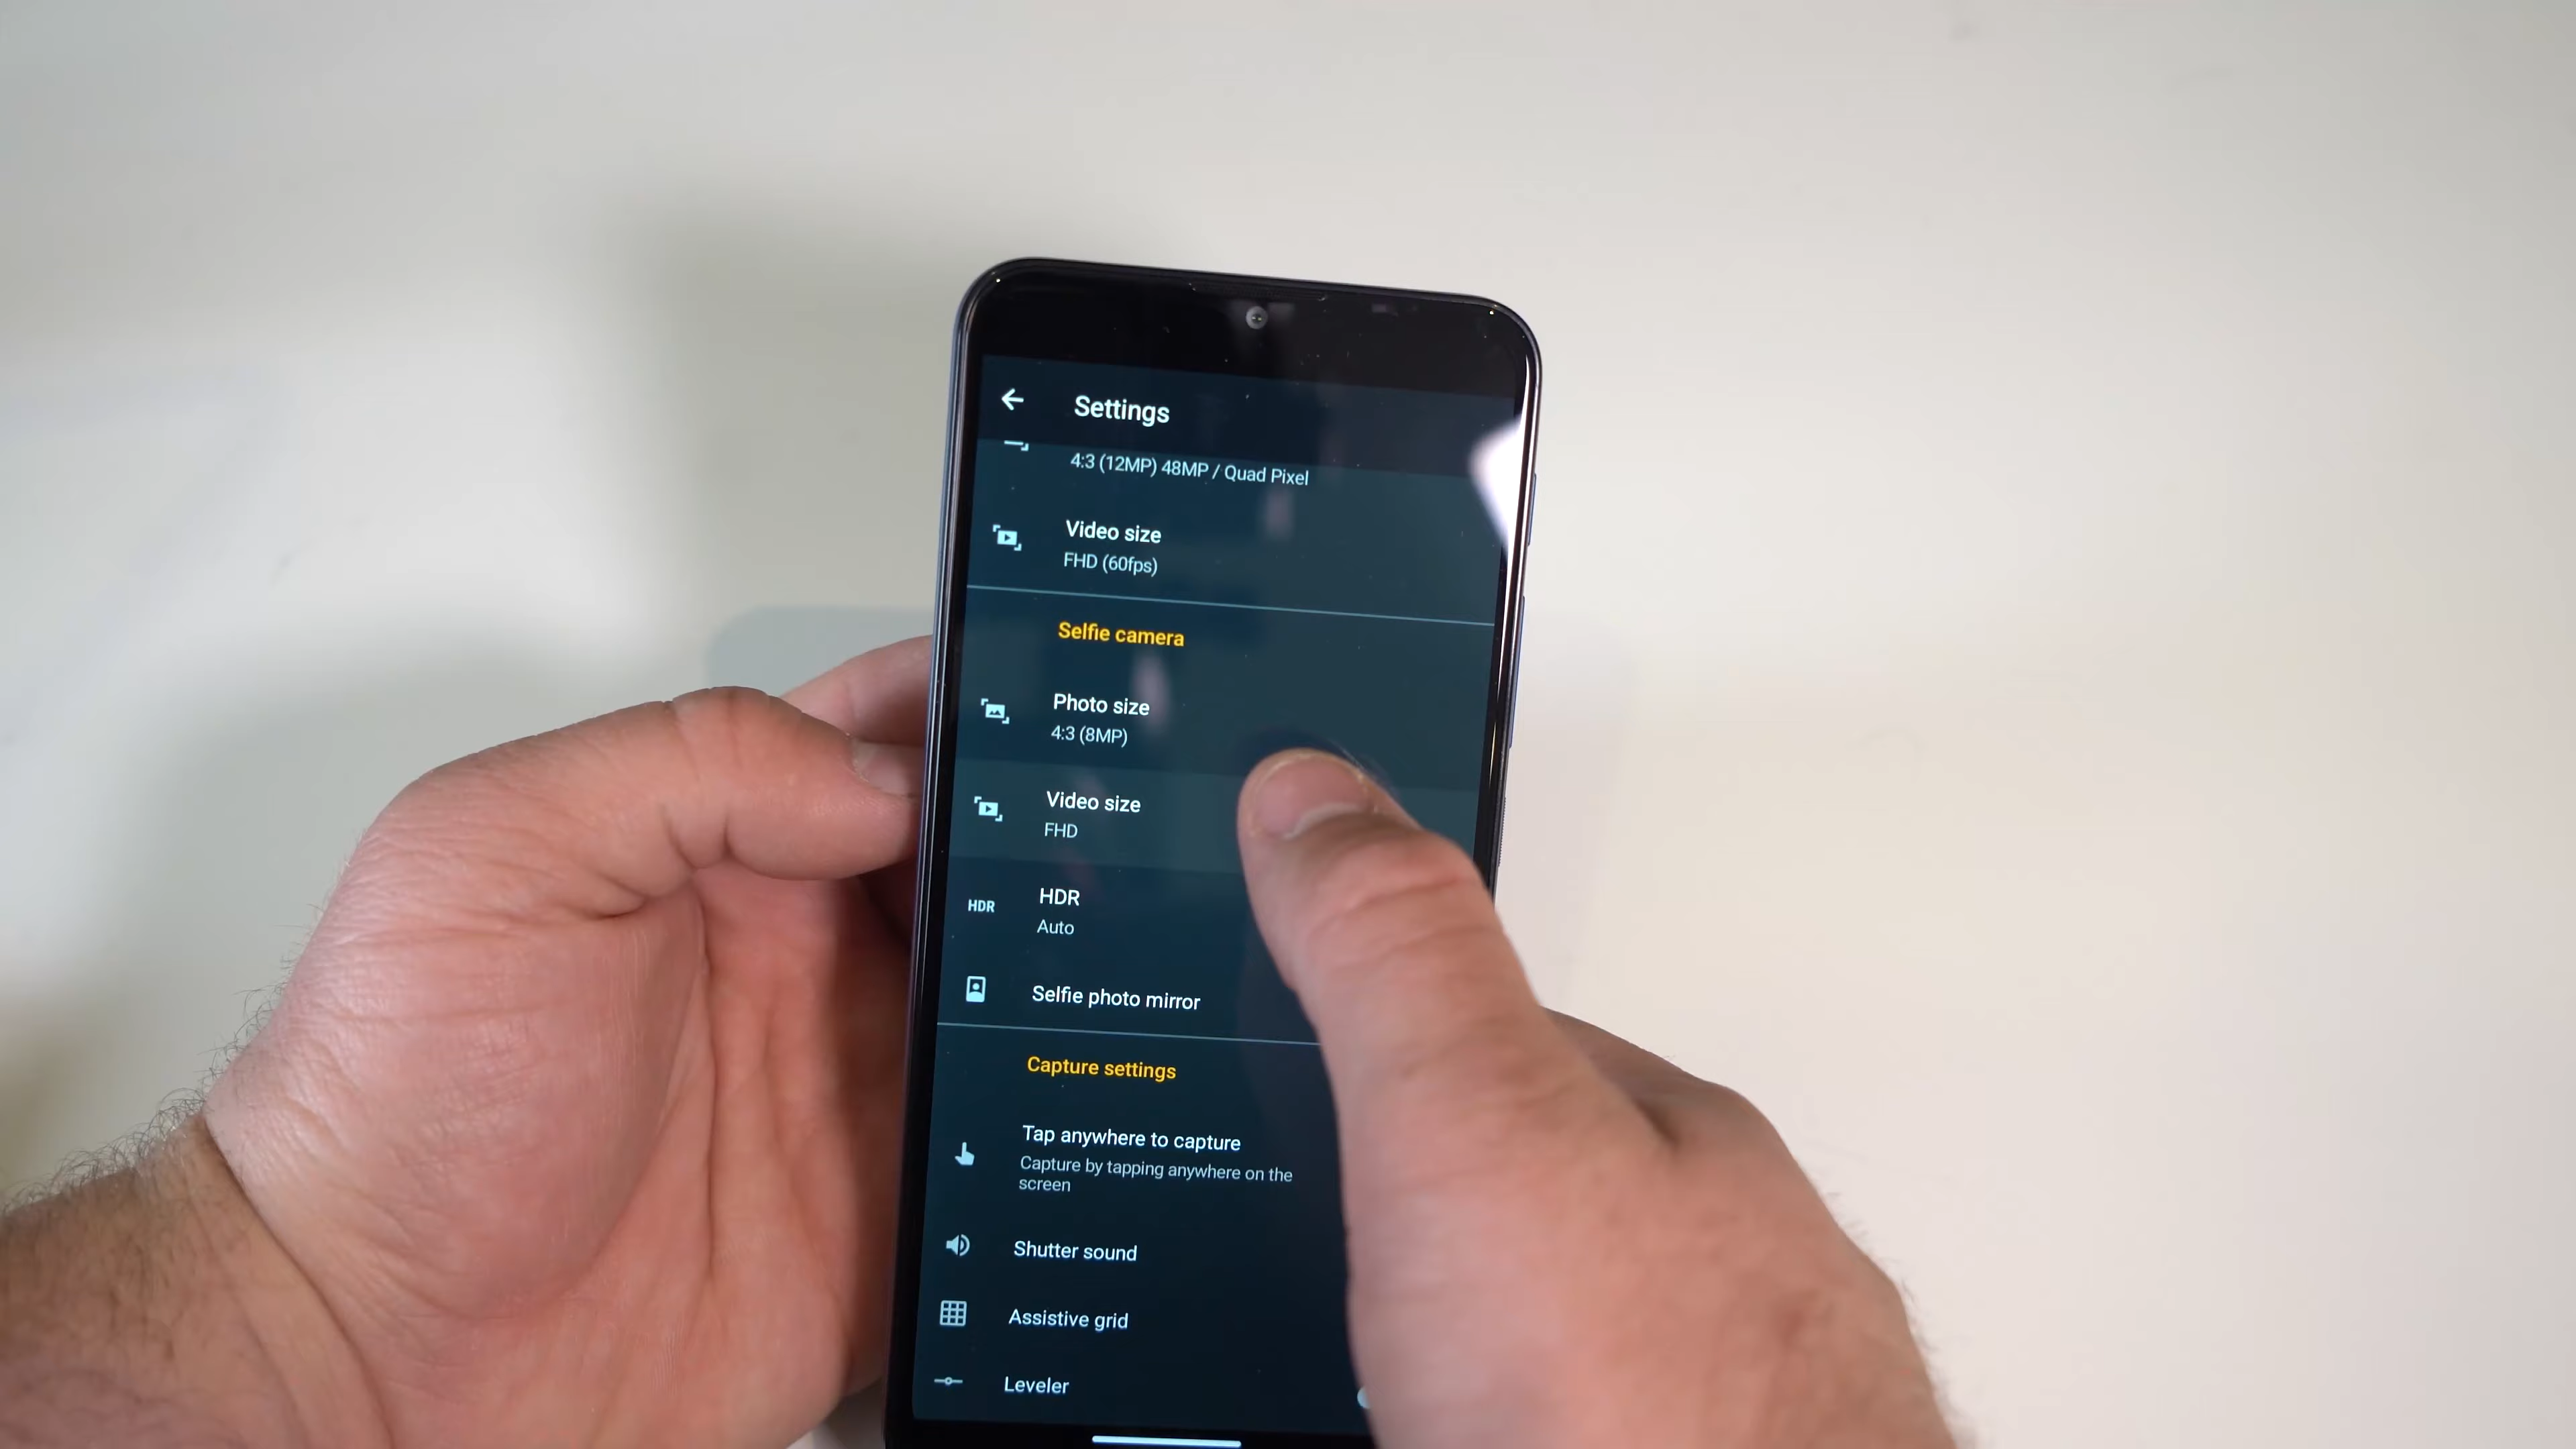 Settings
4:3 (12MP) 48MP / Quad Pixel
Video size
FHD (60fps)
Selfie camera
Photo size
4:3 (8MP)
Video size
FHD
HDR
HDR
Auto
Selfie photo mirror
Capture settings
Tap anywhere to capture
Capture by tapping anywhere on the
screen
Shutter sound
Assistive grid
Leveler